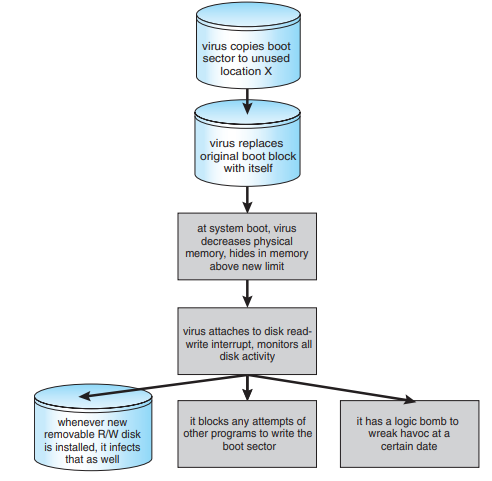 virus copies boot
sector to unused
location X
virus replaces
original boot block
with itself
at system boot, virus
decreases physical
memory, hides in memory
above new limit
virus attaches to disk read-
write interrupt, monitors all
disk activity
whenever new
removable R/W disk
is installed, it infects
that as well
it blocks any attempts of
other programs to write the
boot sector
it has a logic bomb to
wreak havoc at a
certain date